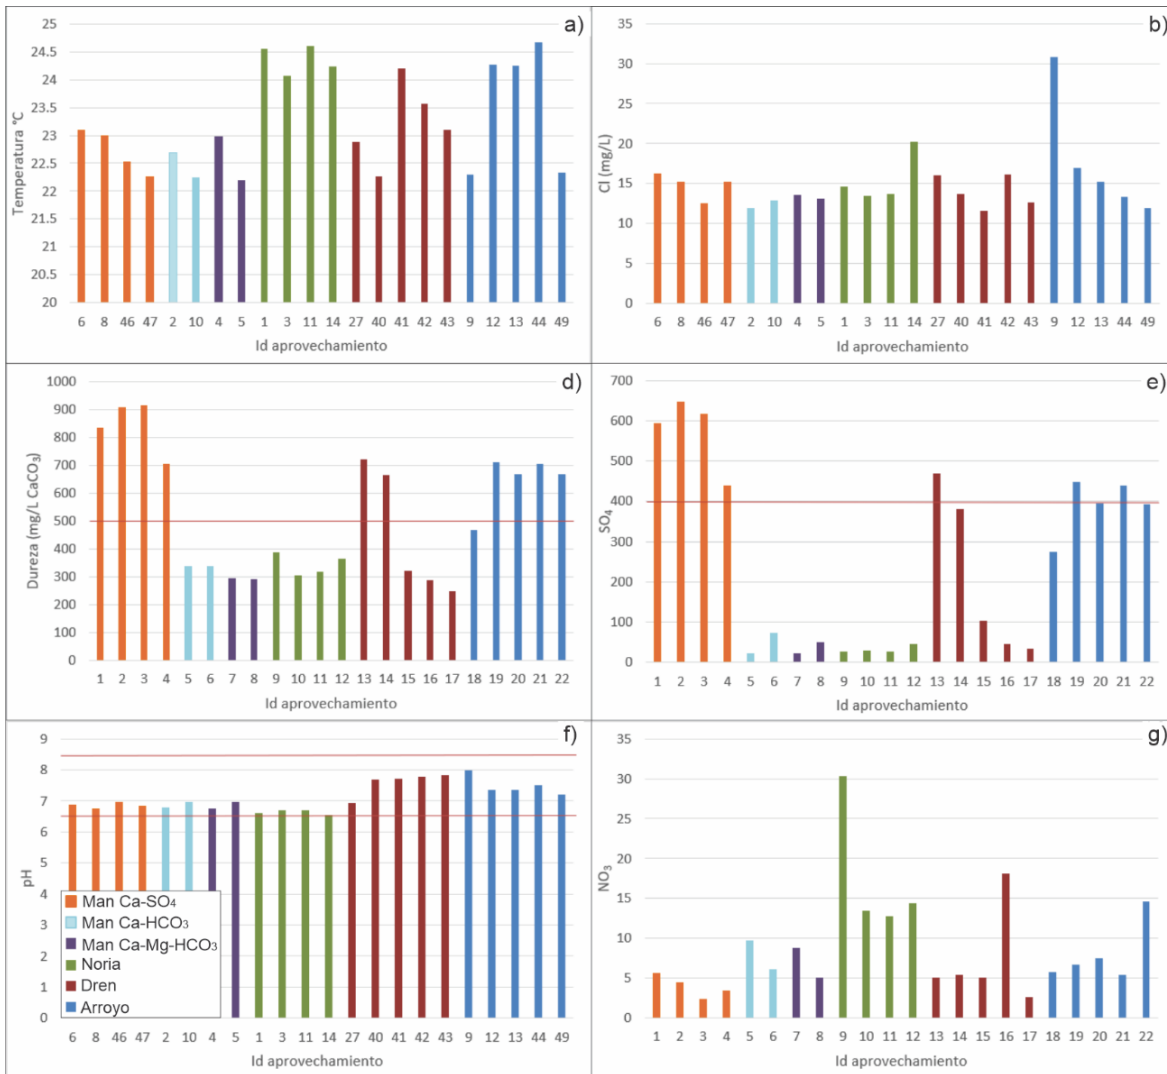 a)
Temperatura °C
25
24.5
24
23.5
23
22.5
22
21.5
21
20.5
20
6 8 46 47 2 10 4 5 1 3 11 14 27 40 41 42 43 9 12 13 44 49
Id aprovechamiento
b)
Cl (mg/L)
35
30
25
20
15
10
5
0
6 8 46 47 2 10 4 5 1 3 11 14 27 40 41 42 43 9 12 13 44 49
Id aprovechamiento
d)
Dureza (mg/L CaCO₃)
1000
900
800
700
600
500
400
300
200
100
0
1 2 3 4 5 6 7 8 9 10 11 12 13 14 15 16 17 18 19 20 21 22
Id aprovechamiento
e)
SO₄
700
600
500
400
300
200
100
0
1 2 3 4 5 6 7 8 9 10 11 12 13 14 15 16 17 18 19 20 21 22
Id aprovechamiento
f)
pH
9
8
7
6
5
4
3
2
1
0
Man Ca-SO₄
Man Ca-HCO₃
Man Ca-Mg-HCO₃
Noria
Dren
Arroyo
6 8 46 47 2 10 4 5 1 3 11 14 27 40 41 42 43 9 12 13 44 49
Id aprovechamiento
g)
NO₃
35
30
25
20
15
10
5
0
1 2 3 4 5 6 7 8 9 10 11 12 13 14 15 16 17 18 19 20 21 22
Id aprovechamiento